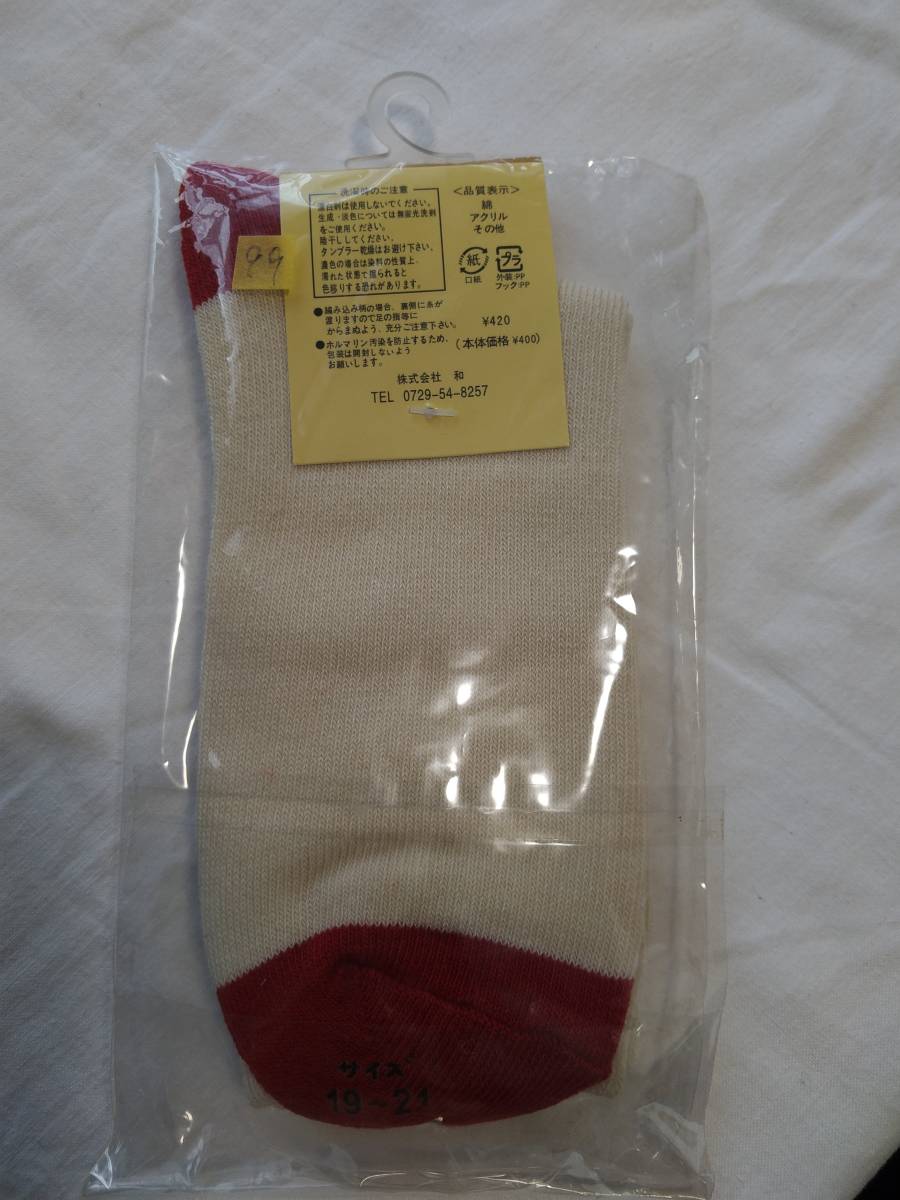 洗濯時のご注意
漂白剤は使用しないでください。
生成・淡色については無蛍光洗剤
をご使用ください。
陰干ししてください。
タンブラー乾燥はお避け下さい。
濃色の場合は染料の性質上、
濡れた状態で擦られると
色移りする恐れがあります。
●編み込み柄の場合、裏側に糸が
渡りますので足の指等に
からまぬよう、充分ご注意下さい。
●ホルマリン汚染を防止するため、
包装は開封しないよう
お願いします。
<品質表示>
綿
アクリル
その他
紙
口紙
プラ
外装:PP
フック:PP
¥420
(本体価格¥400)
株式会社 和
TEL 0729-54-8257
99
サイズ
19~21